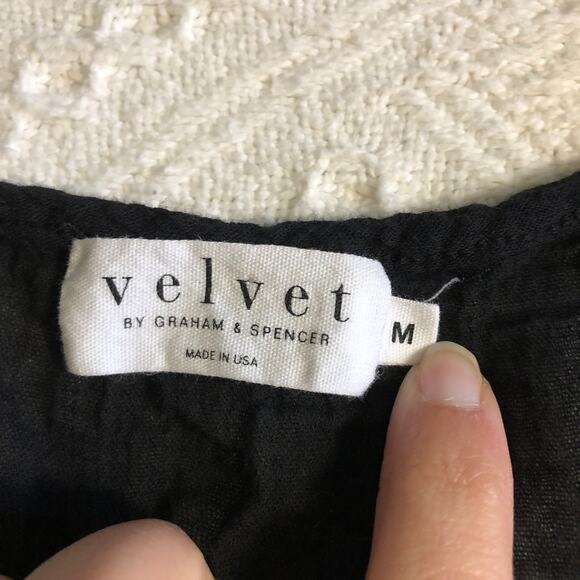 velvet
BY GRAHAM & SPENCER
MADE IN USA
M